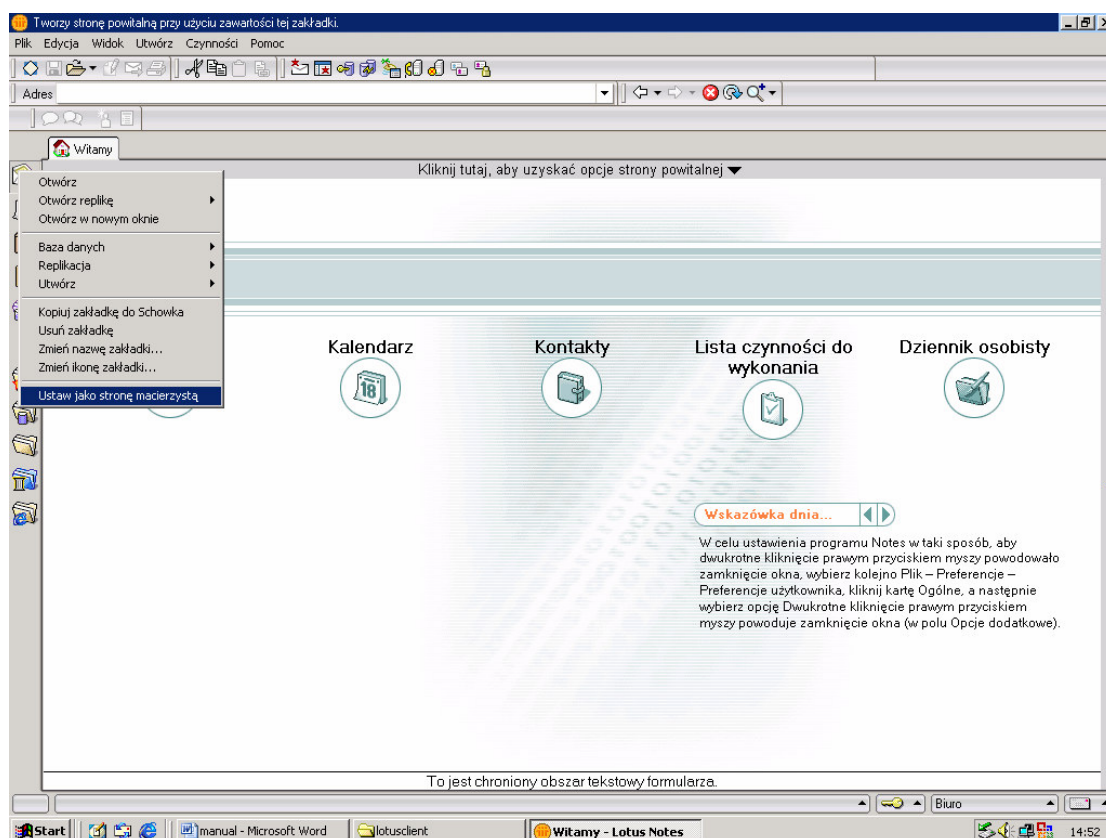 Tworzy stronę powitalną przy użyciu zawartości tej zakładki.
Plik Edycja Widok Utwórz Czynności Pomoc
Adres
Witamy
Kliknij tutaj, aby uzyskać opcje strony powitalnej
Otwórz
Otwórz replikę
Otwórz w nowym oknie
Baza danych
Replikacja
Utwórz
Kopiuj zakładkę do Schowka
Usuń zakładkę
Zmień nazwę zakładki...
Zmień ikonę zakładki...
Ustaw jako stronę macierzystą
Kalendarz
18
Kontakty
Lista czynności do
wykonania
Dziennik osobisty
Wskazówka dnia...
W celu ustawienia programu Notes w taki sposób, aby
dwukrotne kliknięcie prawym przyciskiem myszy powodowało
zamknięcie okna, wybierz kolejno Plik – Preferencje –
Preferencje użytkownika, kliknij kartę Ogólne, a następnie
wybierz opcję Dwukrotne kliknięcie prawym przyciskiem
myszy powoduje zamknięcie okna (w polu Opcje dodatkowe).
To jest chroniony obszar tekstowy formularza.
Biuro
Start
manual - Microsoft Word
lotusclient
Witamy - Lotus Notes
14:52